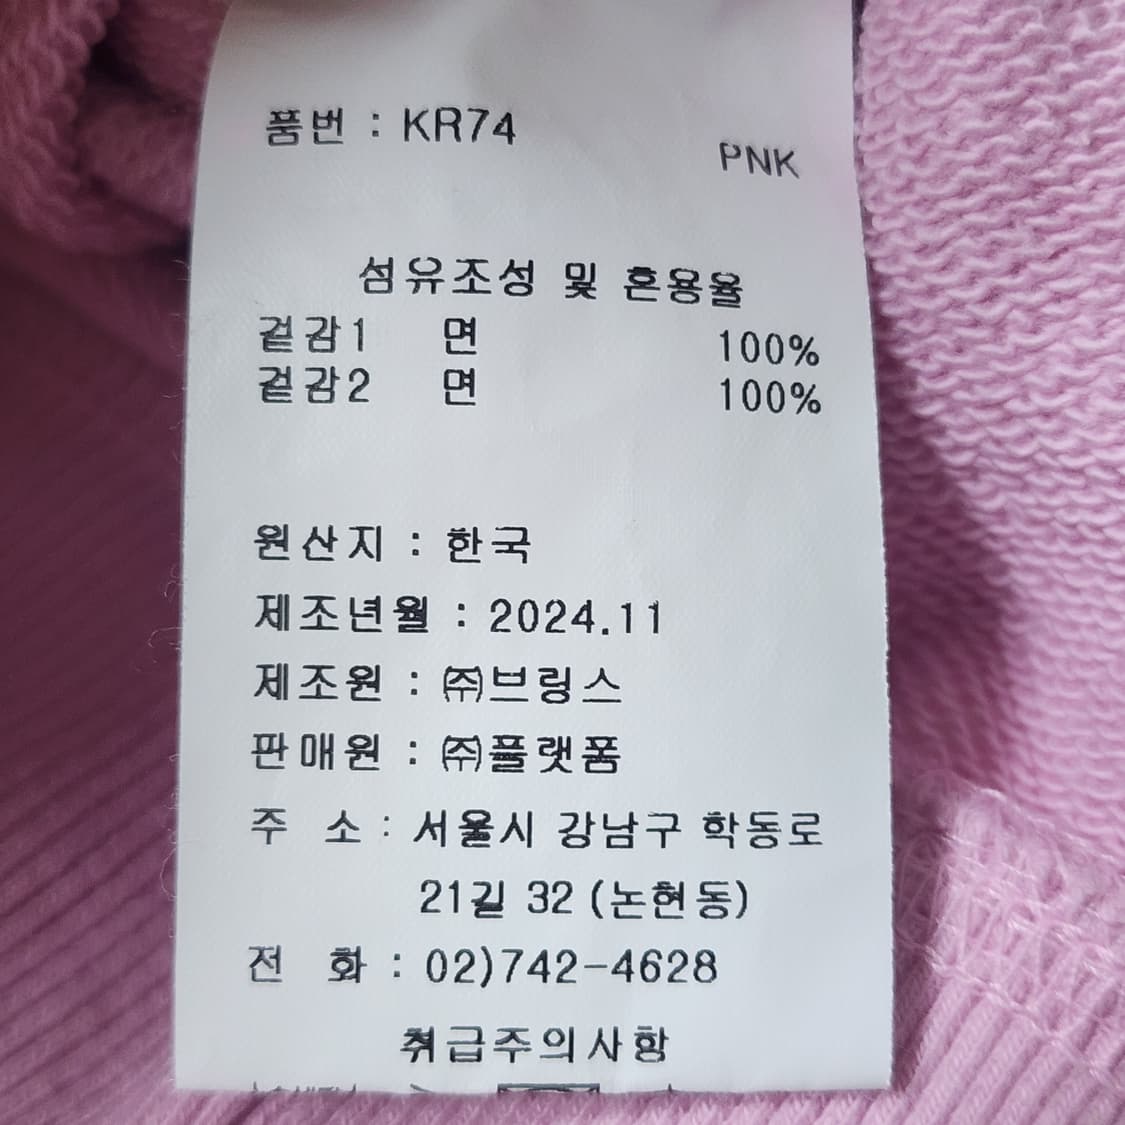 품번 : KR74
PNK
섬유조성 및 혼용율
겉감1 면 100%
겉감2 면 100%
원산지 : 한국
제조년월 : 2024.11
제조원 : ㈜브링스
판매원 : ㈜플랫폼
주 소 : 서울시 강남구 학동로
21길 32 (논현동)
전 화 : 02)742-4628
취급주의사항